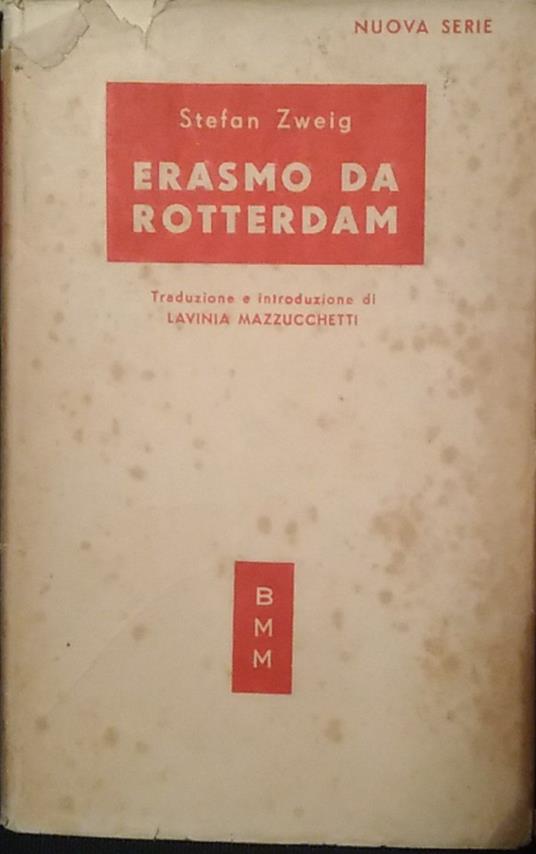 NUOVA SERIE
Stefan Zweig
ERASMO DA
ROTTERDAM
Traduzione e introduzione di
LAVINIA MAZZUCCHETTI
B
M
M